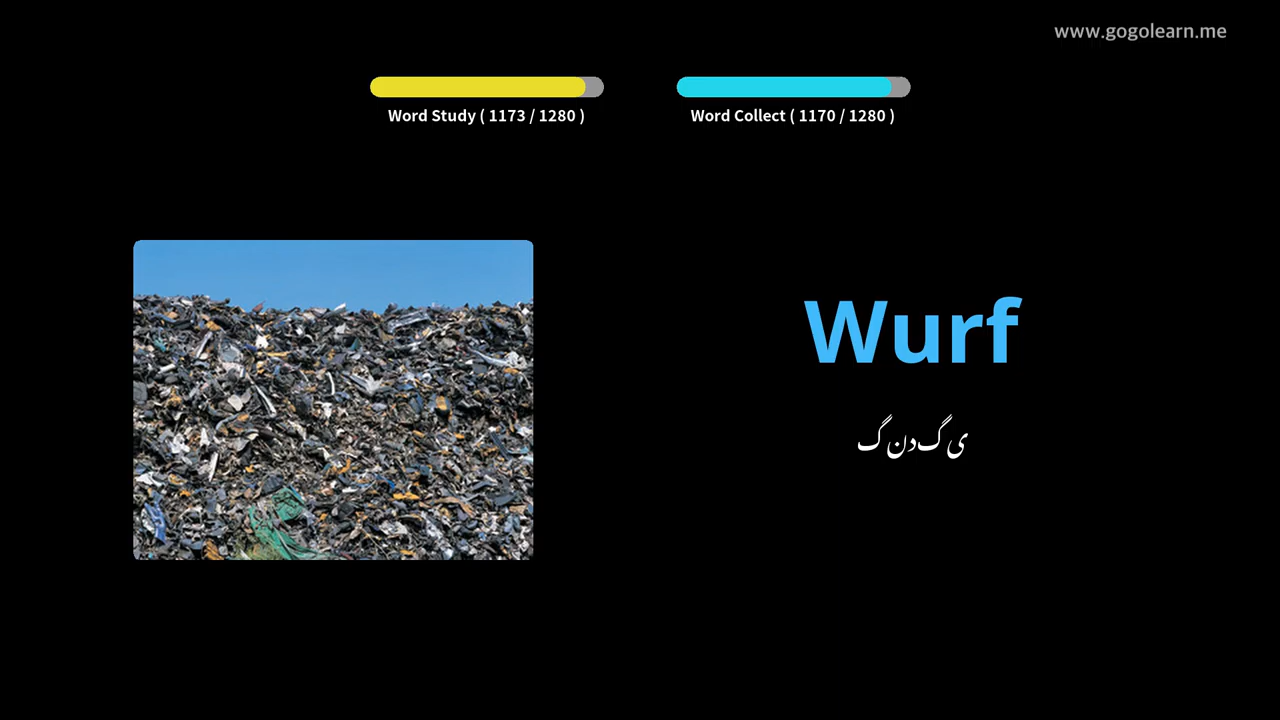 www.gogolearn.me
Word Study ( 1173 / 1280 )
Word Collect ( 1170 / 1280 )
Wurf
ی گ دن گ